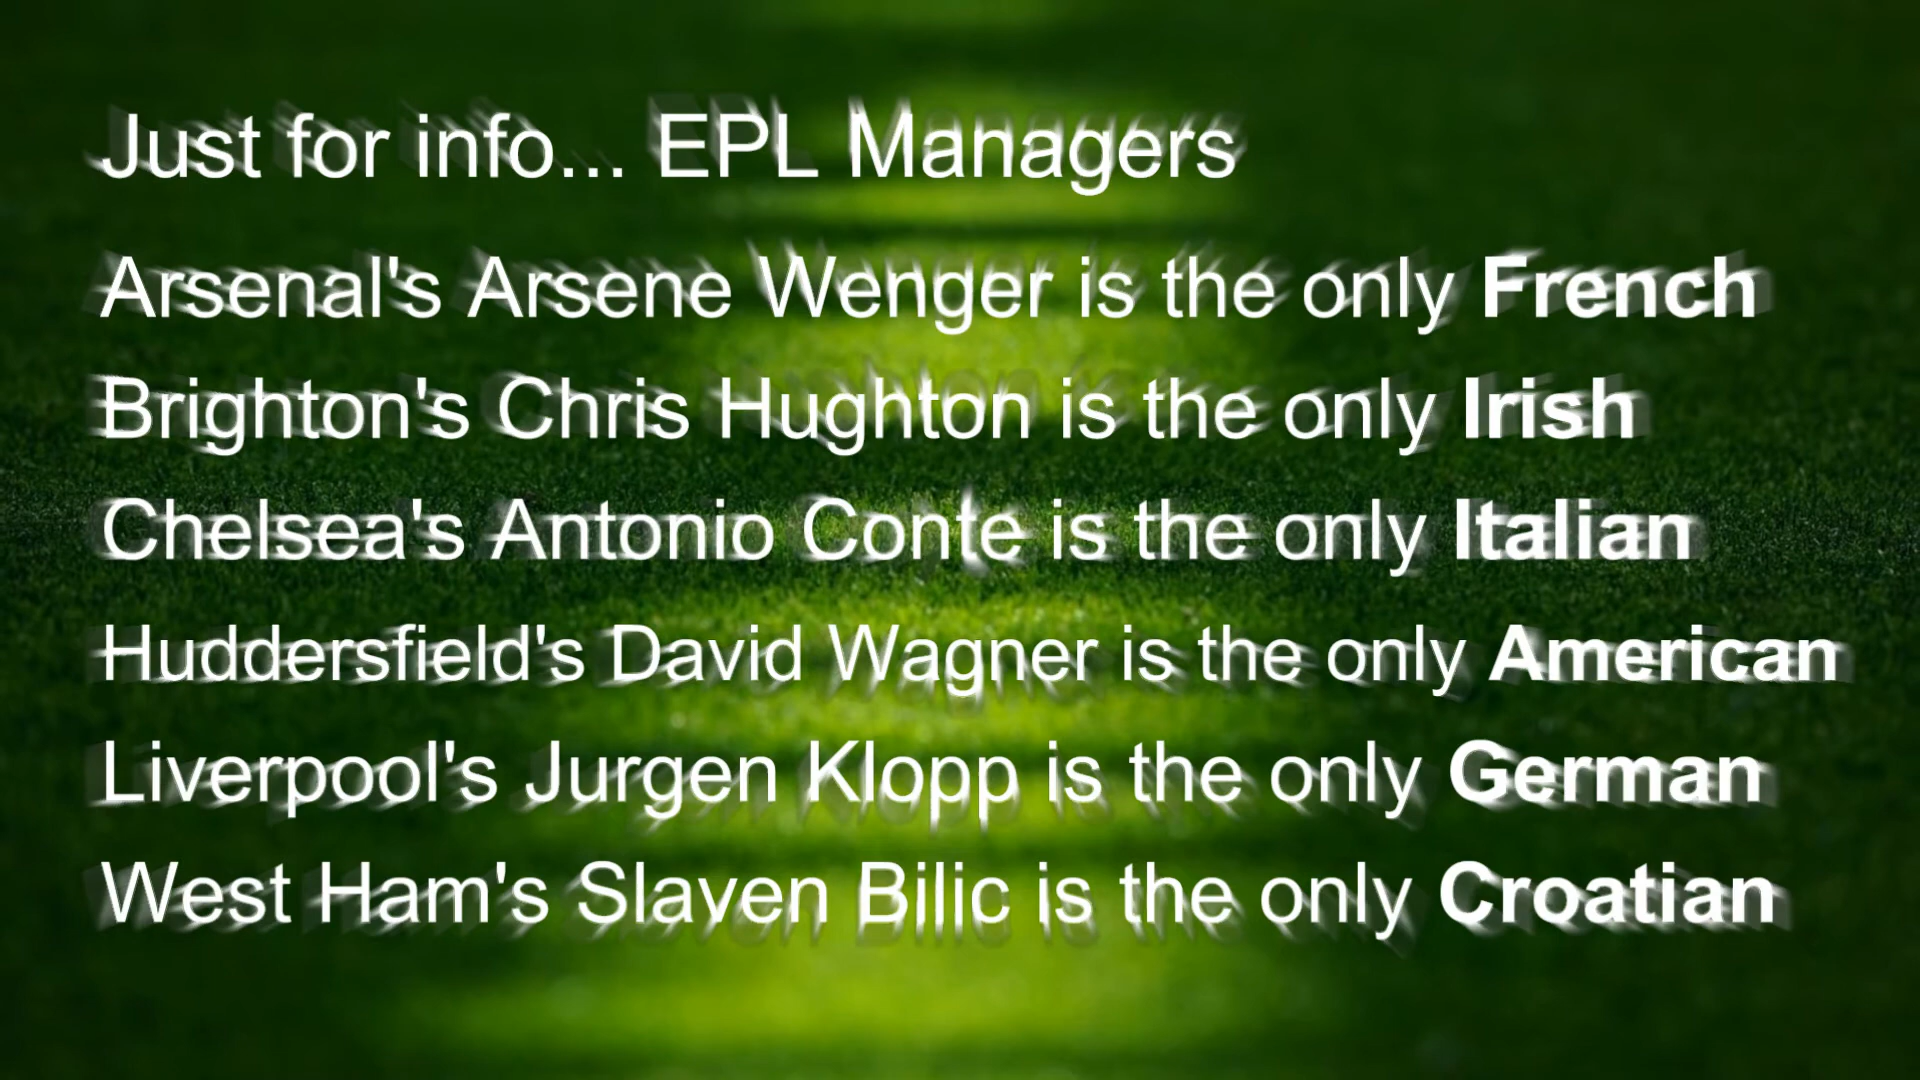 Just for info... EPL Managers
Arsenal's Arsene Wenger is the only French
Brighton's Chris Hughton is the only Irish
Chelsea's Antonio Conte is the only Italian
Huddersfield's David Wagner is the only American
Liverpool's Jurgen Klopp is the only German
West Ham's Slaven Bilic is the only Croatian